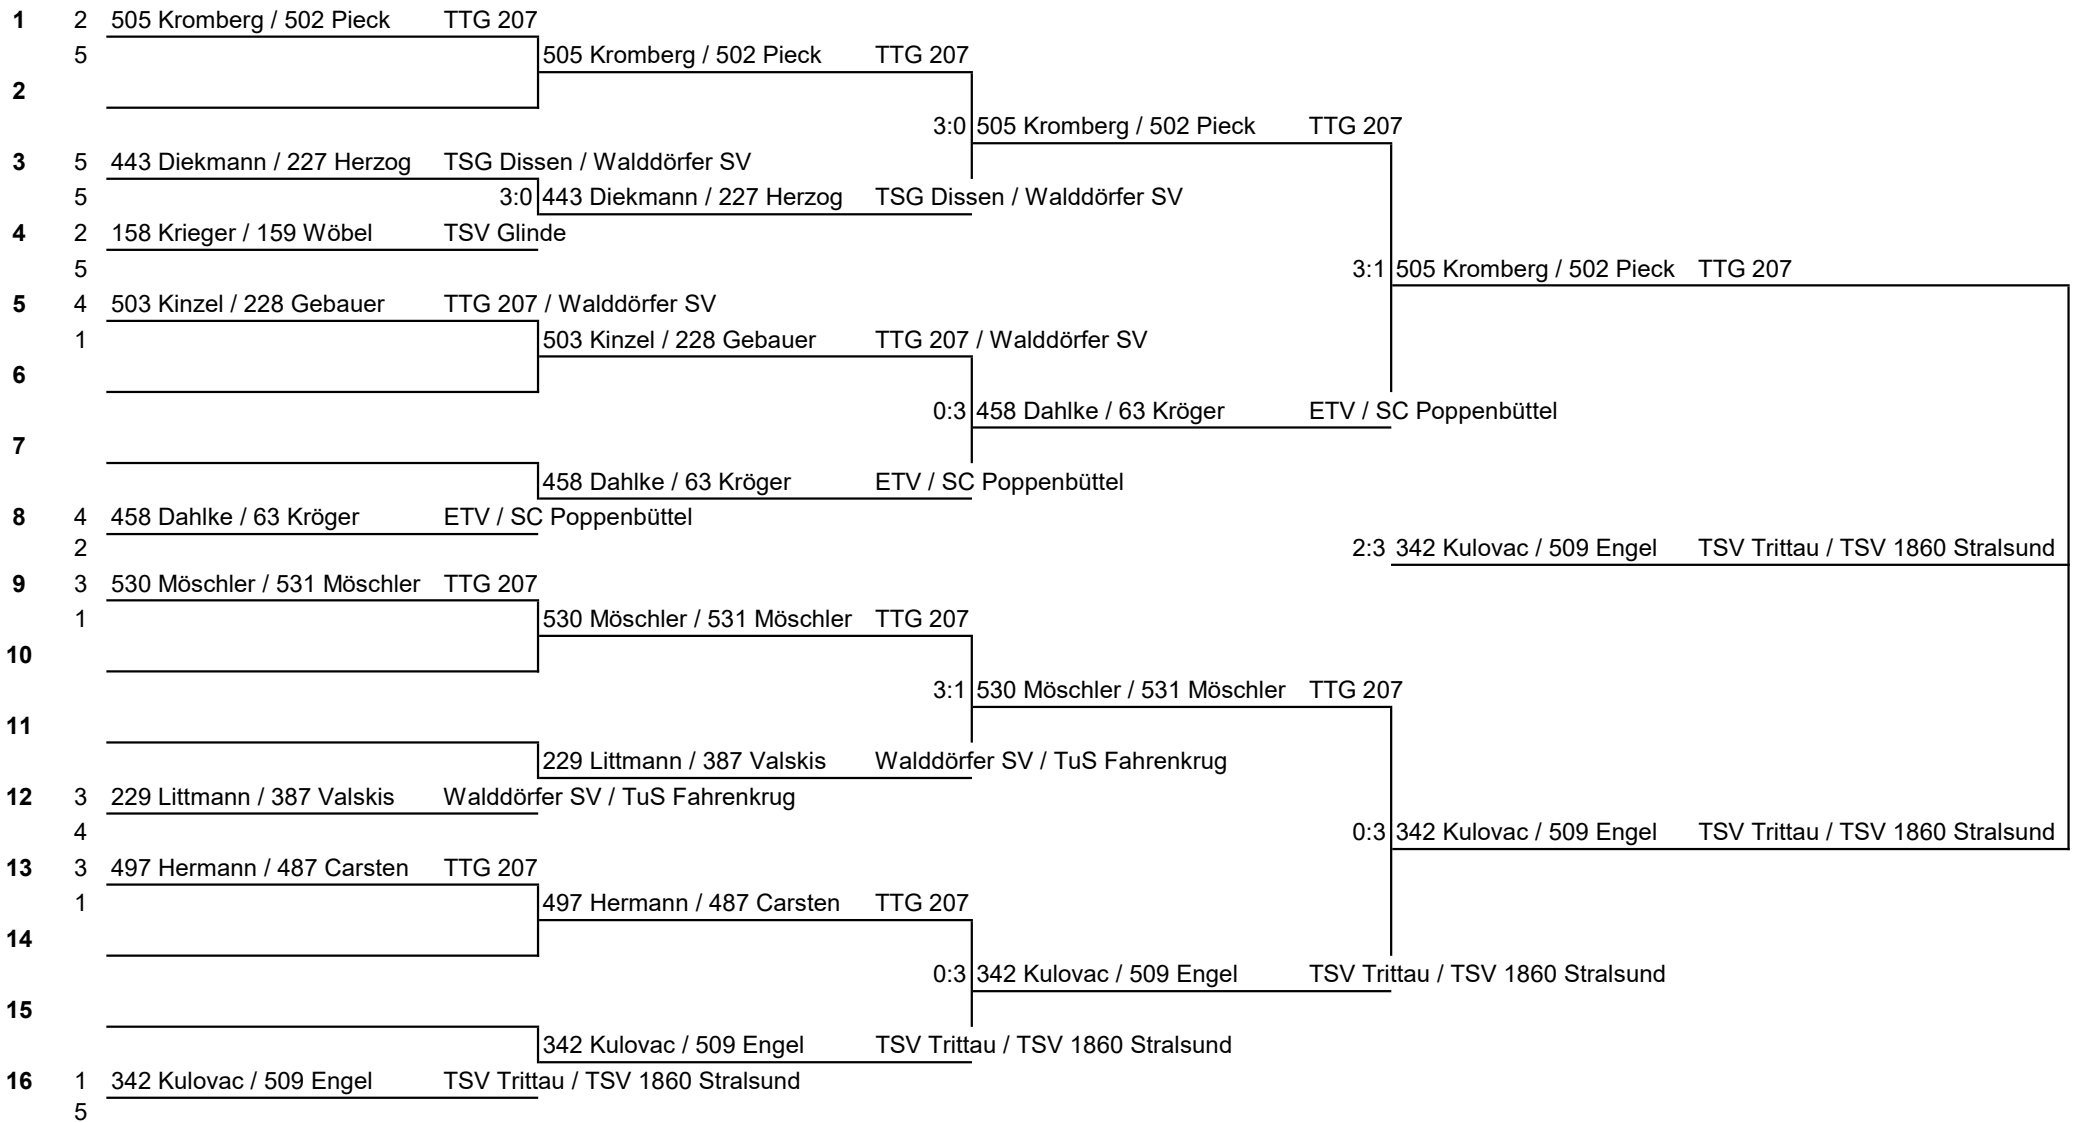 1 2 505 Kromberg / 502 Pieck TTG 207
5 505 Kromberg / 502 Pieck TTG 207
2
3:0 505 Kromberg / 502 Pieck TTG 207
3 5 443 Diekmann / 227 Herzog TSG Dissen / Walddörfer SV
5 3:0 443 Diekmann / 227 Herzog TSG Dissen / Walddörfer SV
4 2 158 Krieger / 159 Wöbel TSV Glinde
5 3:1 505 Kromberg / 502 Pieck TTG 207
5 4 503 Kinzel / 228 Gebauer TTG 207 / Walddörfer SV
1 503 Kinzel / 228 Gebauer TTG 207 / Walddörfer SV
6
0:3 458 Dahlke / 63 Kröger ETV / SC Poppenbüttel
7
458 Dahlke / 63 Kröger ETV / SC Poppenbüttel
8 4 458 Dahlke / 63 Kröger ETV / SC Poppenbüttel
2 2:3 342 Kulovac / 509 Engel TSV Trittau / TSV 1860 Stralsund
9 3 530 Möschler / 531 Möschler TTG 207
1 530 Möschler / 531 Möschler TTG 207
10
3:1 530 Möschler / 531 Möschler TTG 207
11
229 Littmann / 387 Valskis Walddörfer SV / TuS Fahrenkrug
12 3 229 Littmann / 387 Valskis Walddörfer SV / TuS Fahrenkrug
4 0:3 342 Kulovac / 509 Engel TSV Trittau / TSV 1860 Stralsund
13 3 497 Hermann / 487 Carsten TTG 207
1 497 Hermann / 487 Carsten TTG 207
14
0:3 342 Kulovac / 509 Engel TSV Trittau / TSV 1860 Stralsund
15
342 Kulovac / 509 Engel TSV Trittau / TSV 1860 Stralsund
16 1 342 Kulovac / 509 Engel TSV Trittau / TSV 1860 Stralsund
5